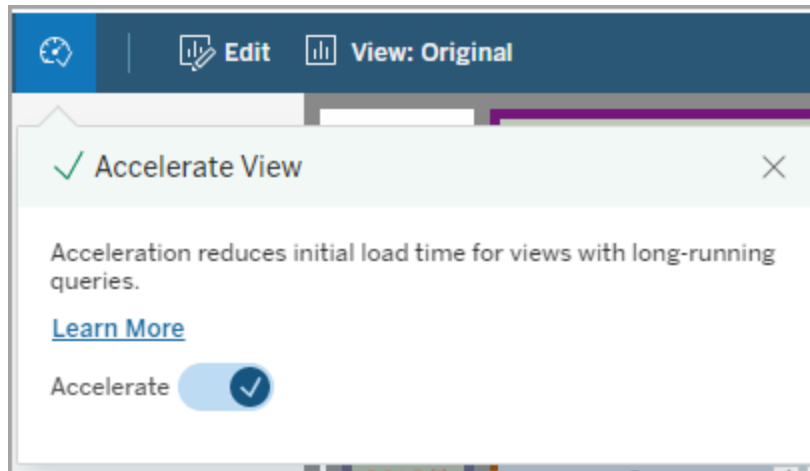 Edit View: Original
Accelerate View
Acceleration reduces initial load time for views with long-running
queries.
Learn More
Accelerate